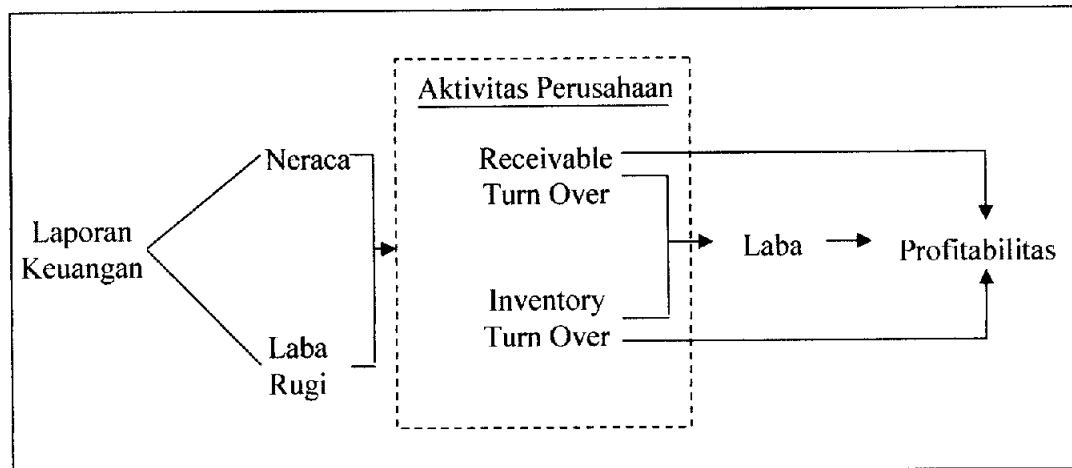 Aktivitas Perusahaan
Neraca
Receivable
Turn Over
Laporan
Keuangan
Laba
Profitabilitas
Inventory
Turn Over
Laba
Rugi